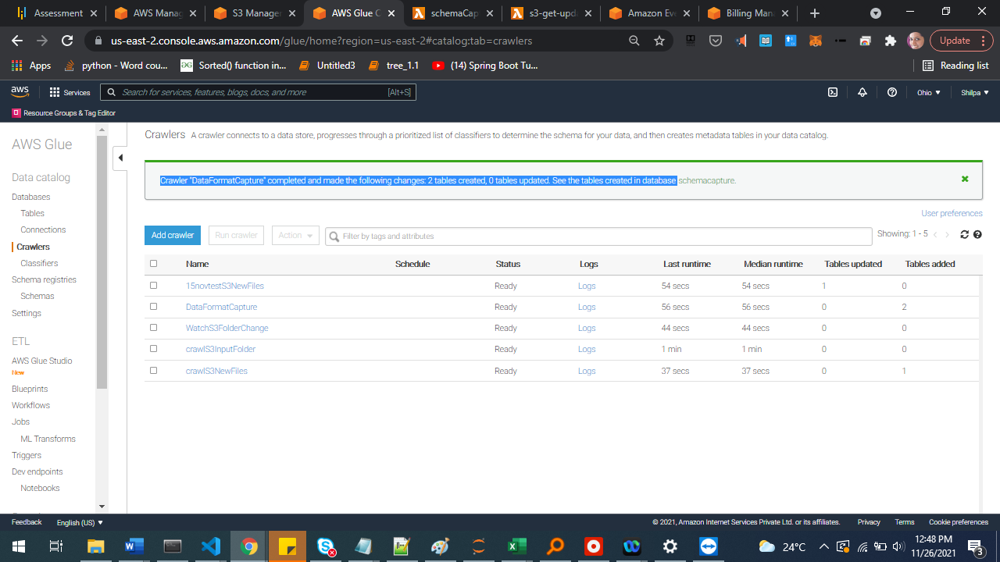 Assessment
AWS Manag
S3 Manager
AWS Glue C
schemaCap
s3-get-upda
Amazon Eve
Billing Mana
us-east-2.console.aws.amazon.com/glue/home?region=us-east-2#catalog:tab=crawlers
Update
Apps
python - Word cou...
Sorted() function in...
Untitled3
tree_1.1
(14) Spring Boot Tu...
Reading list
aws
Services
Search for services, features, blogs, docs, and more
[Alt+S]
Ohio
Shilpa
Resource Groups & Tag Editor
AWS Glue
Data catalog
Databases
Tables
Connections
Crawlers
Classifiers
Schema registries
Schemas
Settings
ETL
AWS Glue Studio
New
Blueprints
Workflows
Jobs
ML Transforms
Triggers
Dev endpoints
Notebooks
Crawlers A crawler connects to a data store, progresses through a prioritized list of classifiers to determine the schema for your data, and then creates metadata tables in your data catalog.
Crawler "DataFormatCapture" completed and made the following changes: 2 tables created, 0 tables updated. See the tables created in database schemacapture.
User preferences
Add crawler
Run crawler
Action
Filter by tags and attributes
Showing: 1 - 5
Name Schedule Status Logs Last runtime Median runtime Tables updated Tables added
15novtestS3NewFiles Ready Logs 54 secs 54 secs 1 0
DataFormatCapture Ready Logs 56 secs 56 secs 0 2
WatchS3FolderChange Ready Logs 44 secs 44 secs 0 0
crawlS3InputFolder Ready Logs 1 min 1 min 0 0
crawlS3NewFiles Ready Logs 37 secs 37 secs 0 1
Feedback
English (US)
© 2021, Amazon Internet Services Private Ltd. or its affiliates.
Privacy
Terms
Cookie preferences
24°C
12:48 PM
11/26/2021
3